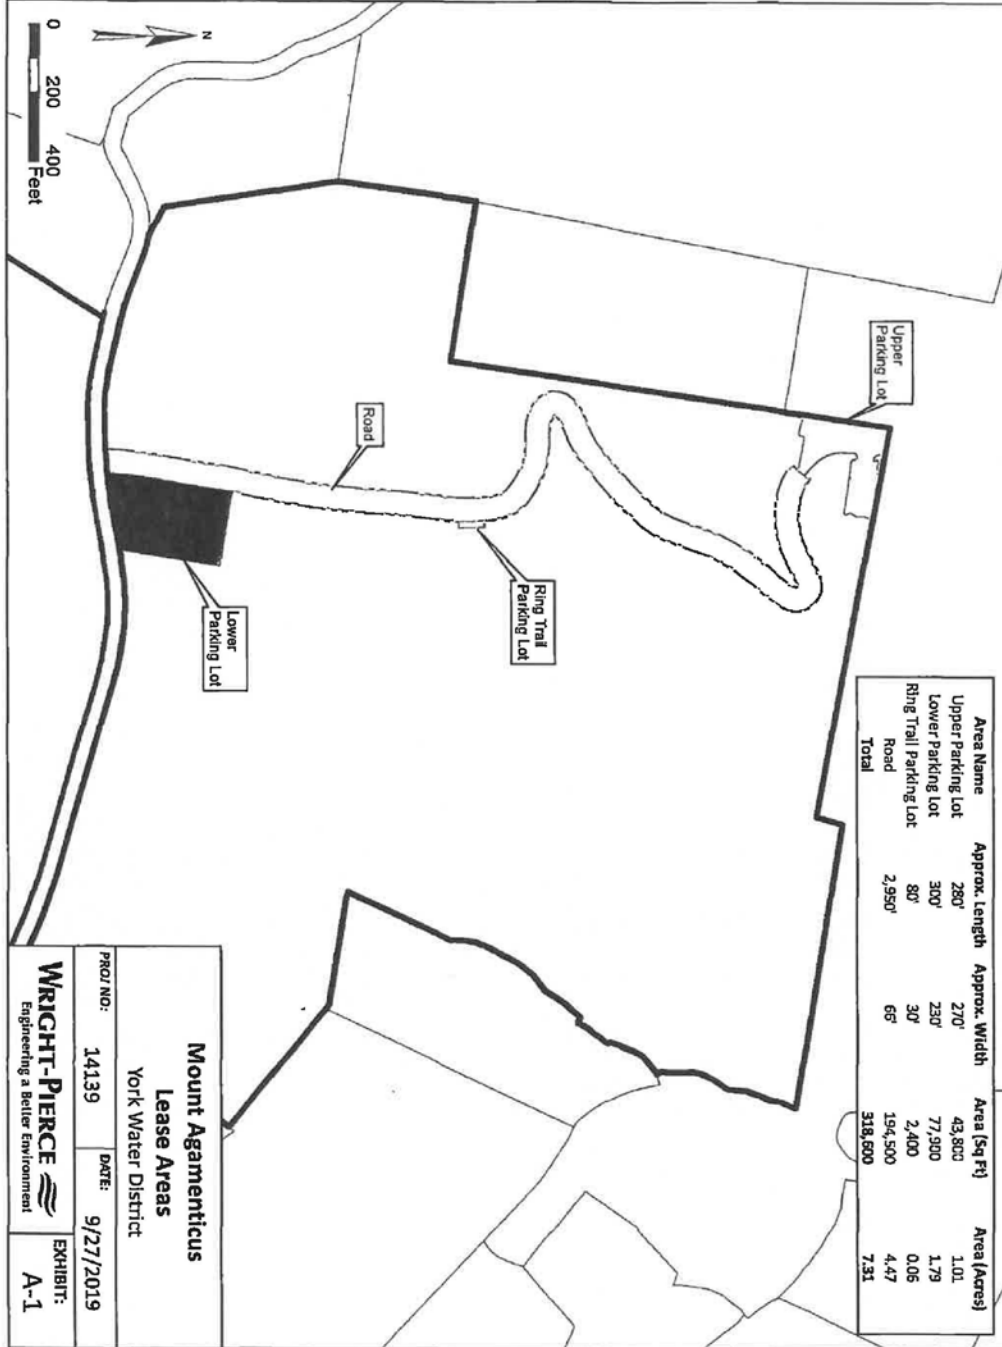 Area Name Approx. Length Approx. Width Area (Sq Ft) Area (Acres)
Upper Parking Lot 280' 270' 43,800 1.01
Lower Parking Lot 300' 230' 77,900 1.79
Ring Trail Parking Lot 80' 30' 2,400 0.06
Road 2,950' 66' 194,500 4.47
Total 318,600 7.31
Upper
Parking Lot
Road
Ring Trail
Parking Lot
Lower
Parking Lot
N
0 200 400
Feet
Mount Agamenticus
Lease Areas
York Water District
PROJ NO: 14139
DATE: 9/27/2019
WRIGHT-PIERCE
Engineering a Better Environment
EXHIBIT:
A-1